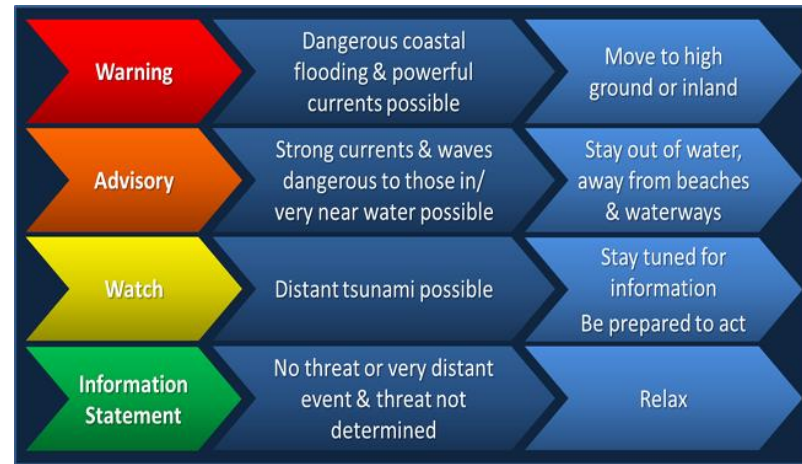 Warning
Dangerous coastal
flooding & powerful
currents possible
Move to high
ground or inland
Advisory
Strong currents & waves
dangerous to those in/
very near water possible
Stay out of water,
away from beaches
& waterways
Watch
Distant tsunami possible
Stay tuned for
information
Be prepared to act
Information
Statement
No threat or very distant
event & threat not
determined
Relax